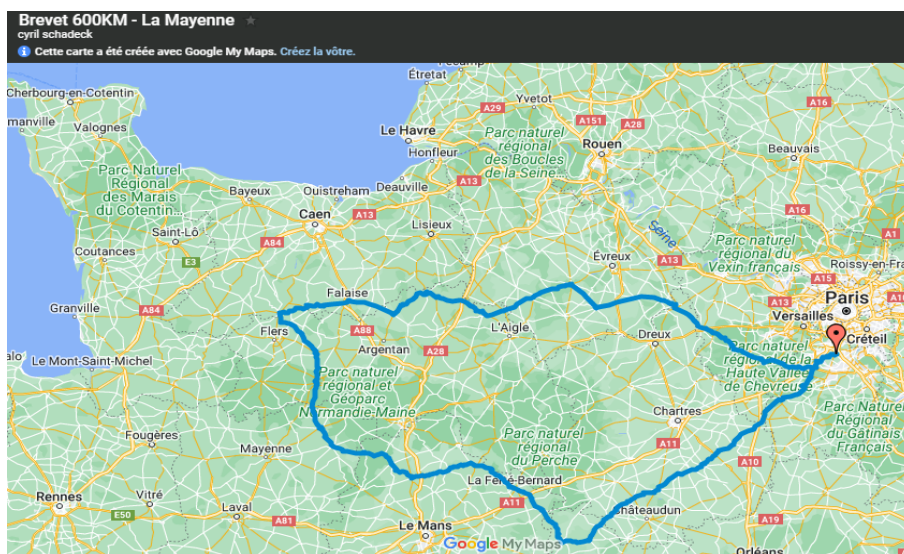 Brevet 600KM - La Mayenne
cyril schadeck
Cette carte a été créée avec Google My Maps. Créez la vôtre.
Étretat
Cherbourg-en-Cotentin
Yvetot
A29
A16
Valognes
A151
A28
Le Havre
Rouen
Beauvais
Honfleur
Parc naturel
régional
des Boucles
de la Seine...
Parc Naturel
Régional
des Marais
du Cotentin...
Deauville
A13
Bayeux
Ouistreham
Caen
A13
A16
Saint-Lô
A84
Lisieux
Seine
A1
Parc naturel
régional du
Vexin français
Coutances
E3
Évreux
A13
Roissy-en-Fra
A15
Granville
A84
Falaise
A13
Paris
Versailles
Flers
A88
L'Aigle
Dreux
Créteil
Argentan
A28
Le Mont-Saint-Michel
Parc naturel
régional de la
Haute Vallée
de Chevreuse
Parc naturel
régional et
Géoparc
Normandie-Maine
Chartres
Parc Naturel
Régional
du Gâtinais
Français
Fougères
Mayenne
Parc naturel
régional
du Perche
A11
A10
La Ferté-Bernard
Rennes
Vitré
Laval
E50
A81
A11
Châteaudun
A19
Le Mans
Orléans
Google My Maps